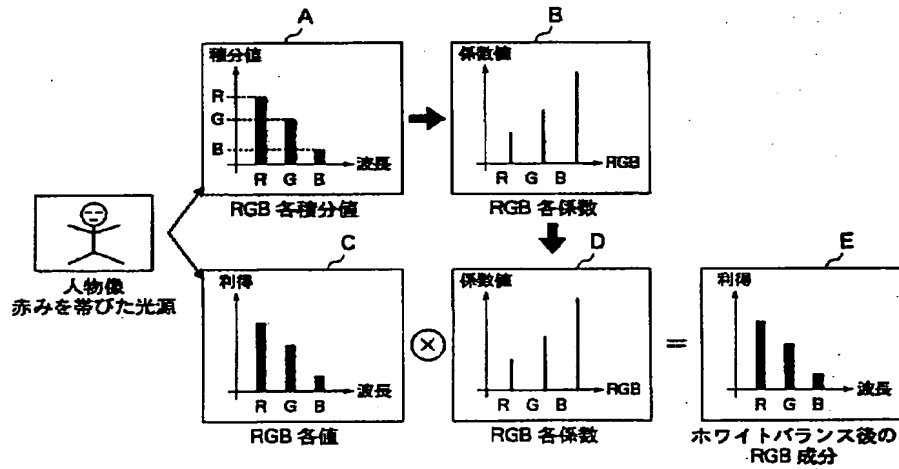 A
積分値
R
G
B
波長
R G B
RGB 各積分値
B
係数値
RGB
R G B
RGB 各係数
人物像
赤みを帯びた光源
C
利得
波長
R G B
RGB 各値
D
係数値
RGB
R G B
RGB 各係数
=
E
利得
波長
R G B
ホワイトバランス後の
RGB 成分